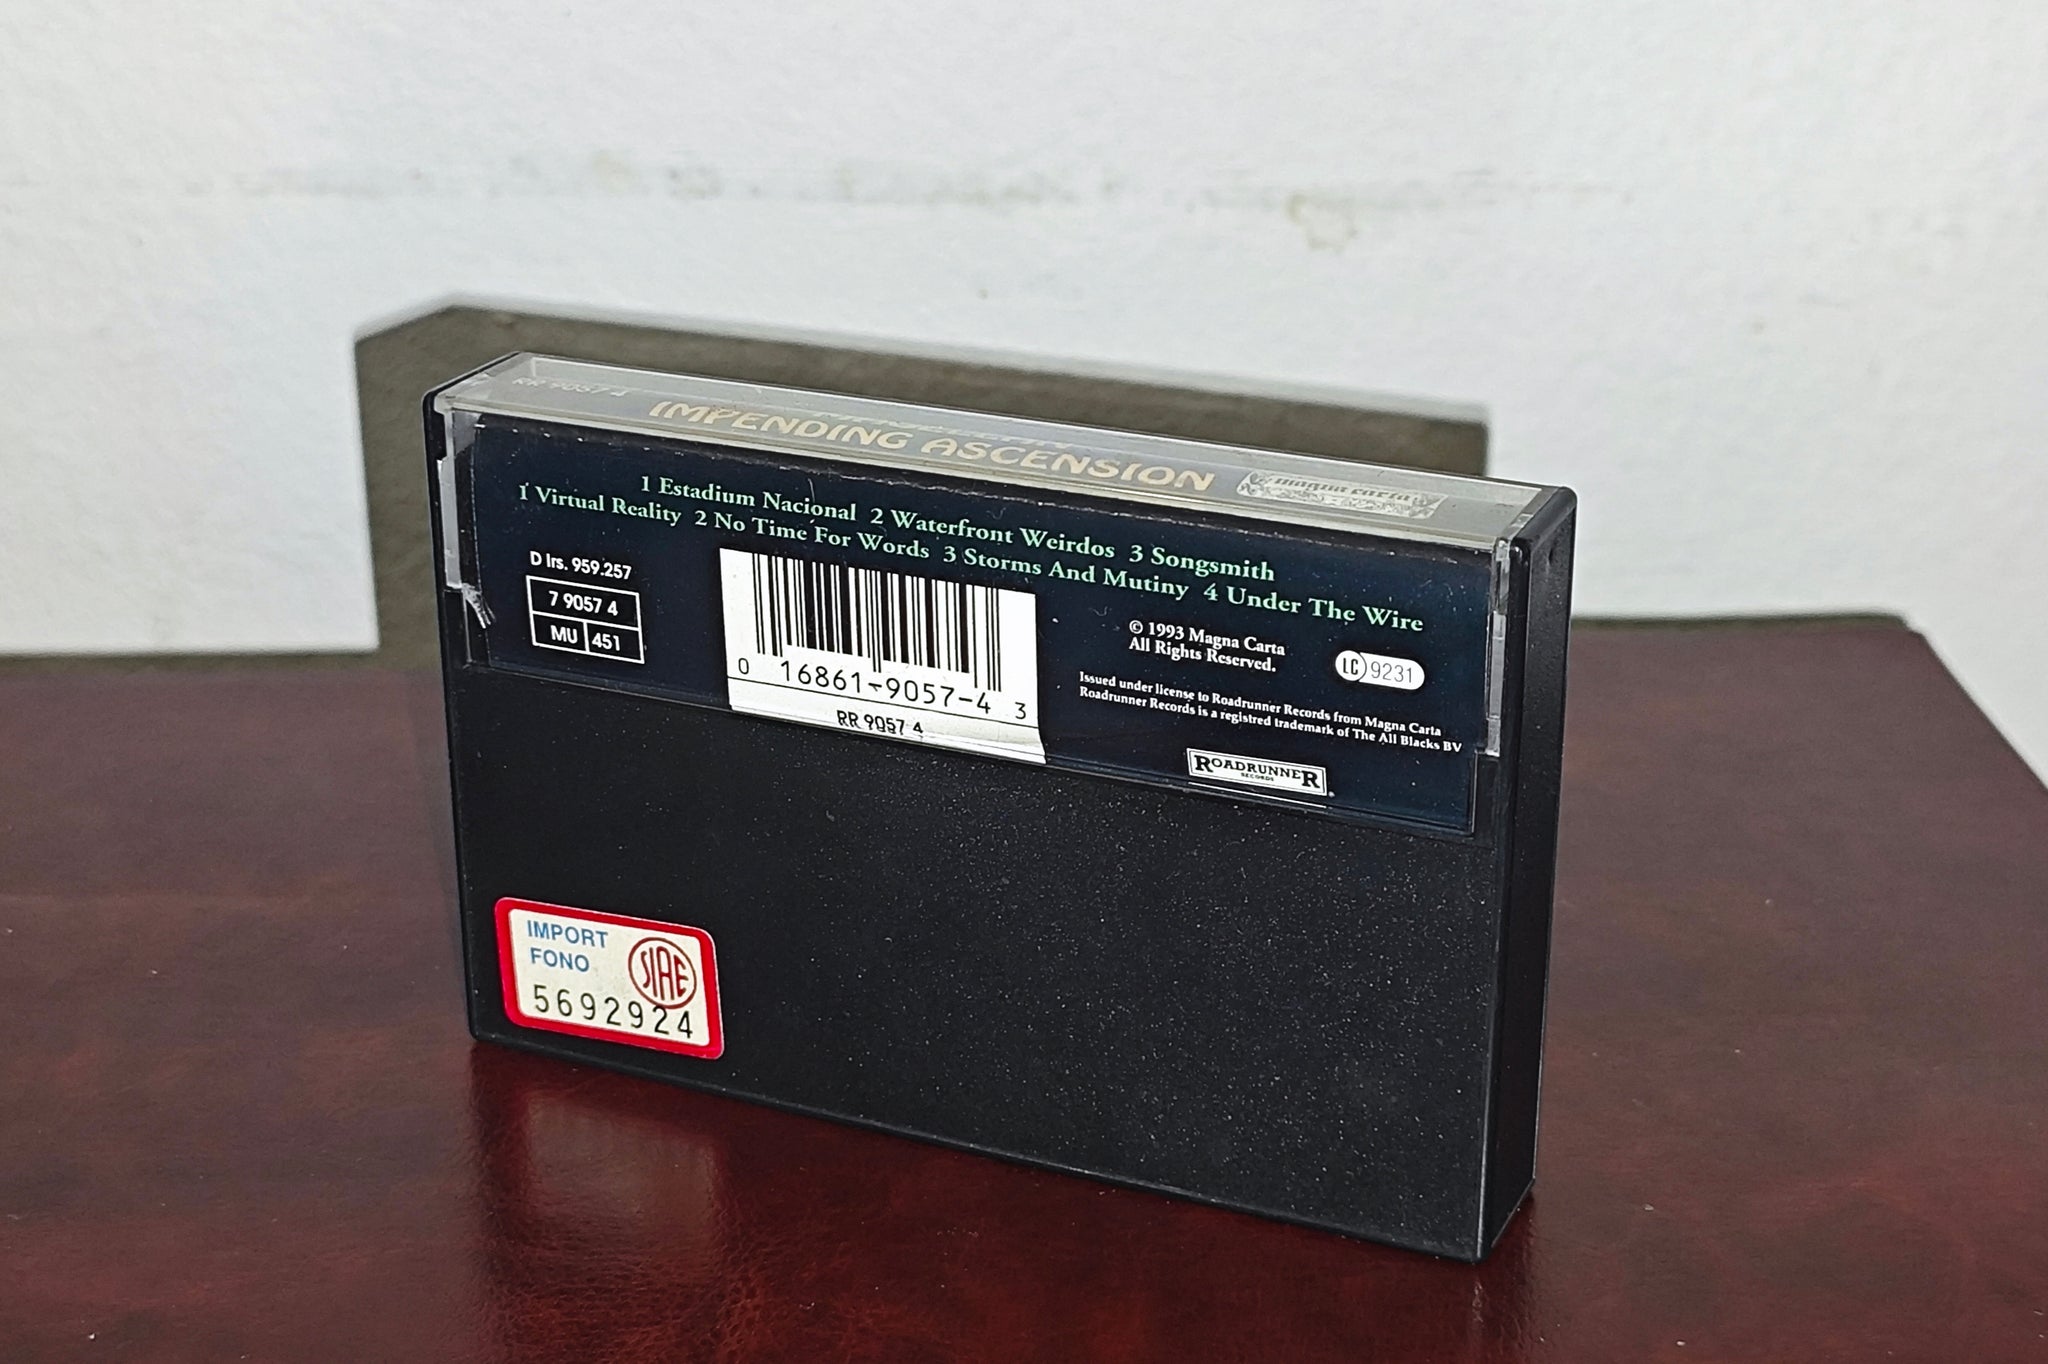 RR 9057 4
IMPENDING ASCENSION
magna carta
1 Estadium Nacional 2 Waterfront Weirdos 3 Songsmith
1 Virtual Reality 2 No Time For Words 3 Storms And Mutiny 4 Under The Wire
D Irs. 959.257
7 9057 4
MU 451
0 16861-9057-4 3
RR 9057 4
© 1993 Magna Carta
All Rights Reserved.
LC 9231
Issued under license to Roadrunner Records from Magna Carta
Roadrunner Records is a registred trademark of The All Blacks BV
ROADRUNNER
RECORDS
IMPORT
FONO
SIAE
5692924